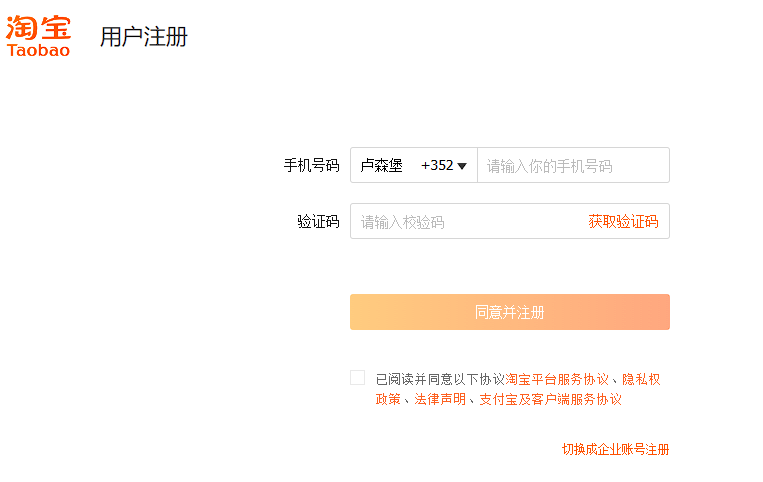 淘宝
Taobao
用户注册
手机号码 卢森堡 +352 请输入你的手机号码
验证码 请输入校验码 获取验证码
同意并注册
已阅读并同意以下协议淘宝平台服务协议、隐私权
政策、法律声明、支付宝及客户端服务协议
切换成企业账号注册